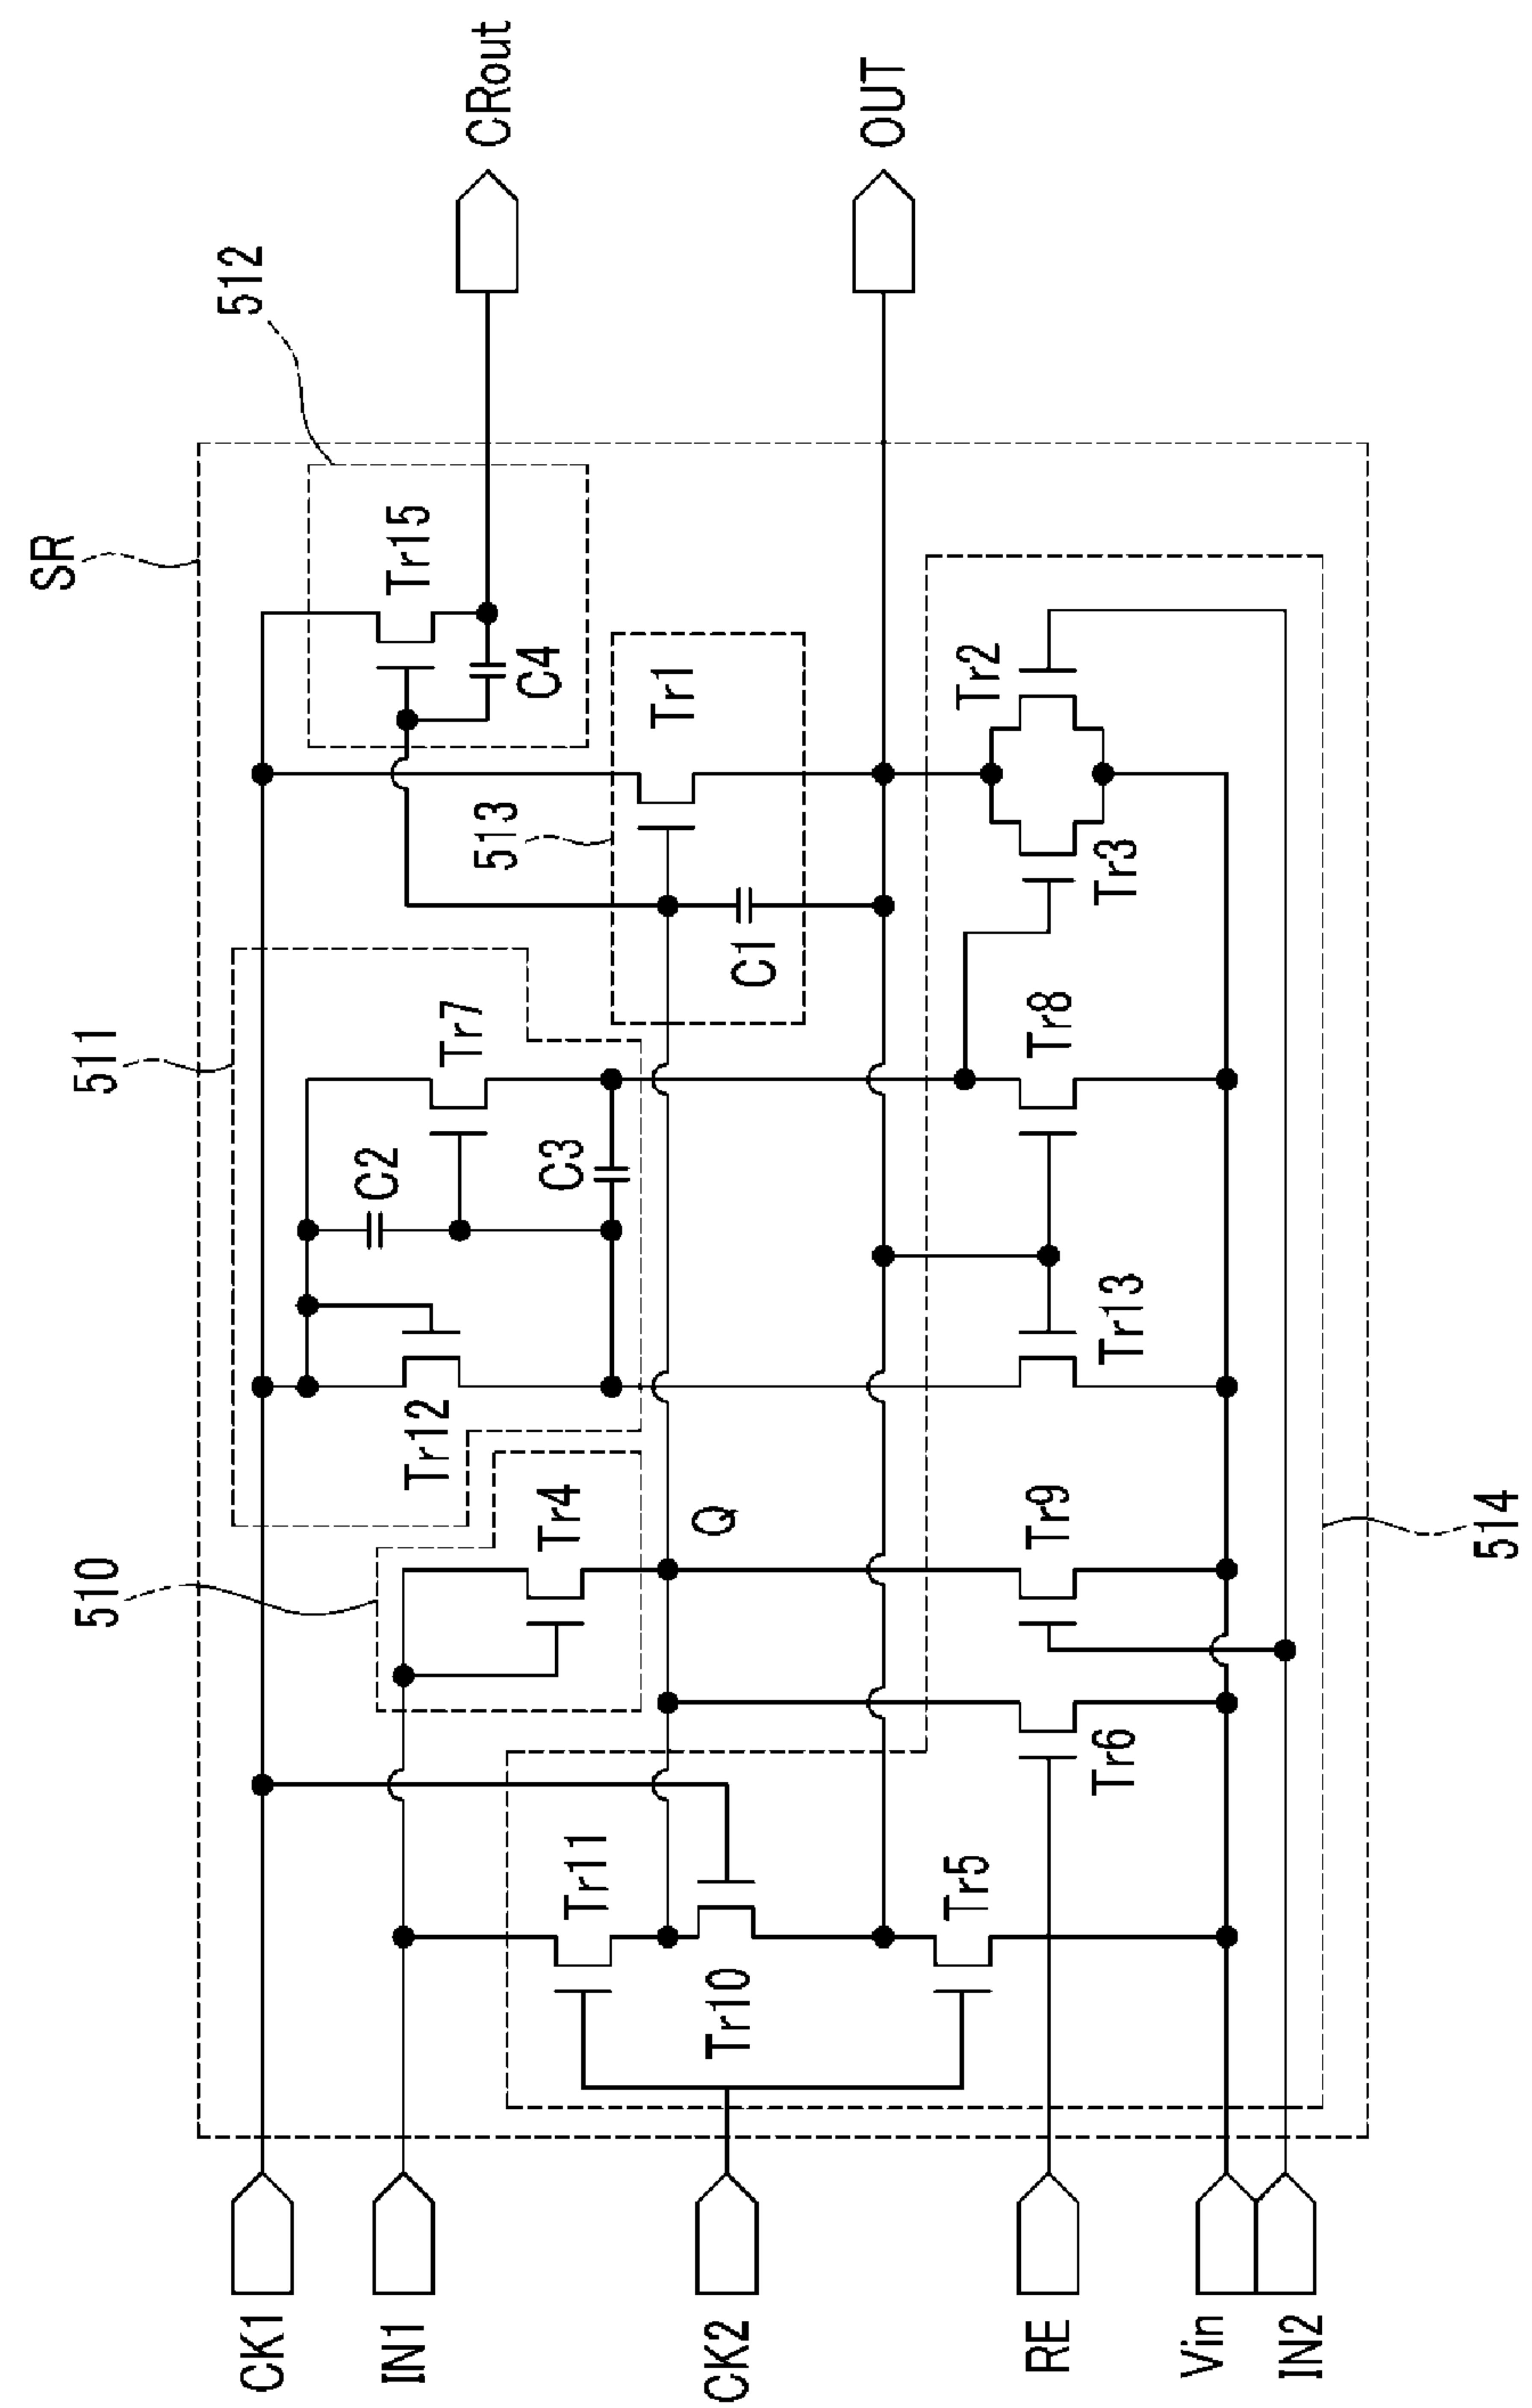 SR
512
511
510
513
514
CRout
OUT
CK1
IN1
CK2
RE
Vin
IN2
Tr15
C4
Tr1
C1
Tr7
C2
C3
Tr12
Tr4
Q
Tr2
Tr3
Tr8
Tr13
Tr9
Tr6
Tr11
Tr10
Tr5